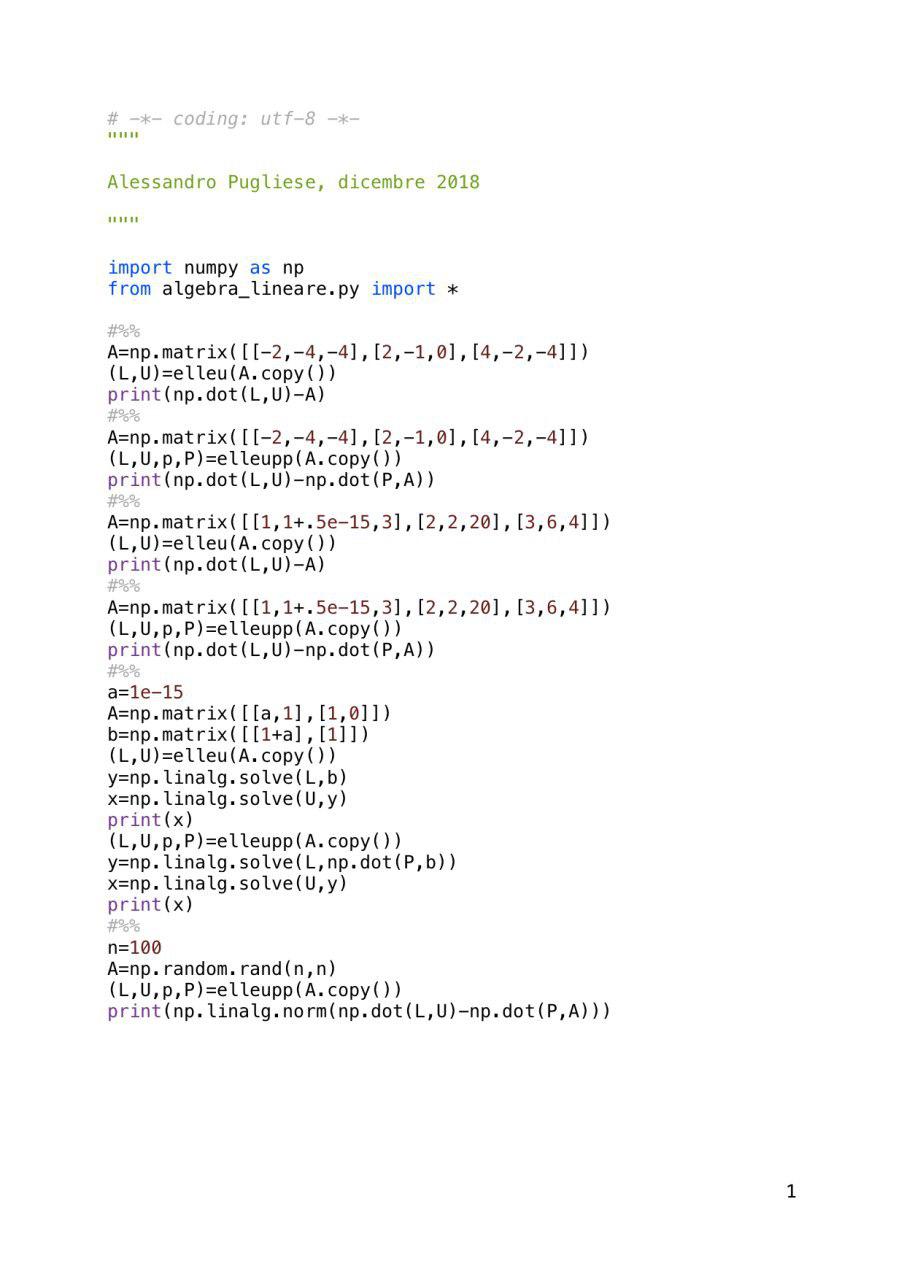 # -*- coding: utf-8 -*-
"""
Alessandro Pugliese, dicembre 2018
"""
import numpy as np
from algebra_lineare.py import *
#%%
A=np.matrix([[-2,-4,-4],[2,-1,0],[4,-2,-4]])
(L,U)=elleu(A.copy())
print(np.dot(L,U)-A)
#%%
A=np.matrix([[-2,-4,-4],[2,-1,0],[4,-2,-4]])
(L,U,p,P)=elleupp(A.copy())
print(np.dot(L,U)-np.dot(P,A))
#%%
A=np.matrix([[1,1+.5e-15,3],[2,2,20],[3,6,4]])
(L,U)=elleu(A.copy())
print(np.dot(L,U)-A)
#%%
A=np.matrix([[1,1+.5e-15,3],[2,2,20],[3,6,4]])
(L,U,p,P)=elleupp(A.copy())
print(np.dot(L,U)-np.dot(P,A))
#%%
a=1e-15
A=np.matrix([[a,1],[1,0]])
b=np.matrix([[1+a],[1]])
(L,U)=elleu(A.copy())
y=np.linalg.solve(L,b)
x=np.linalg.solve(U,y)
print(x)
(L,U,p,P)=elleupp(A.copy())
y=np.linalg.solve(L,np.dot(P,b))
x=np.linalg.solve(U,y)
print(x)
#%%
n=100
A=np.random.rand(n,n)
(L,U,p,P)=elleupp(A.copy())
print(np.linalg.norm(np.dot(L,U)-np.dot(P,A)))
1